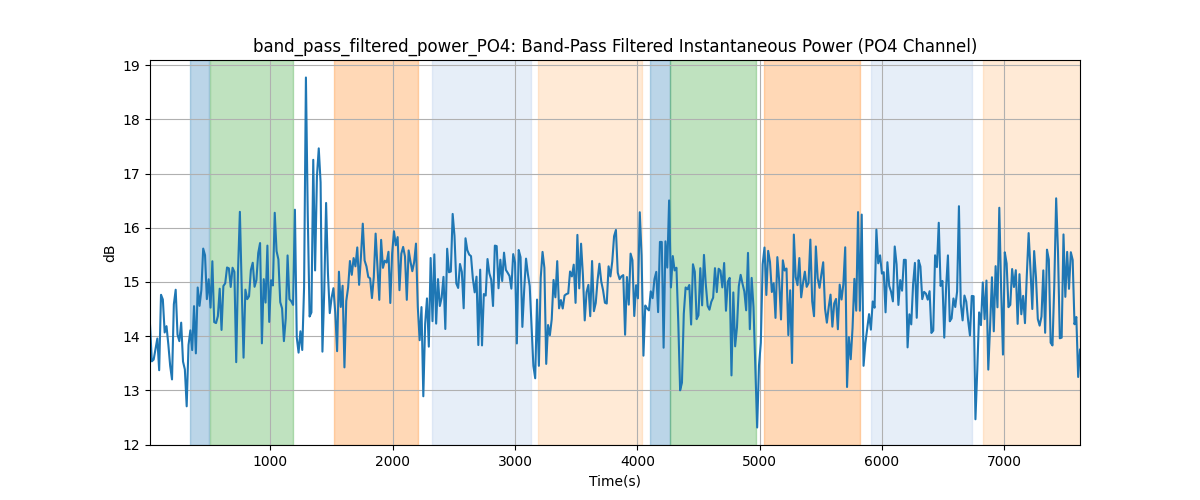 band_pass_filtered_power_PO4: Band-Pass Filtered Instantaneous Power (PO4 Channel)
19
18
17
16
15
14
13
12
dB
1000 2000 3000 4000 5000 6000 7000
Time(s)